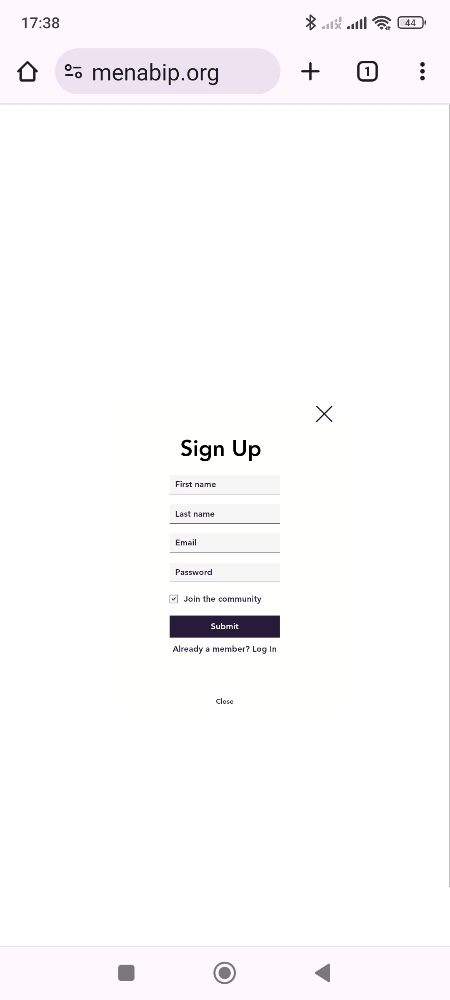 17:38
44
menabip.org
1
Sign Up
First name
Last name
Email
Password
Join the community
Submit
Already a member? Log In
Close